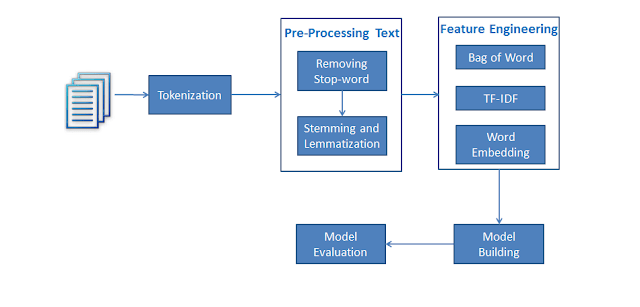 Tokenization
Pre-Processing Text
Removing
Stop-word
Stemming and
Lemmatization
Feature Engineering
Bag of Word
TF-IDF
Word
Embedding
Model
Building
Model
Evaluation